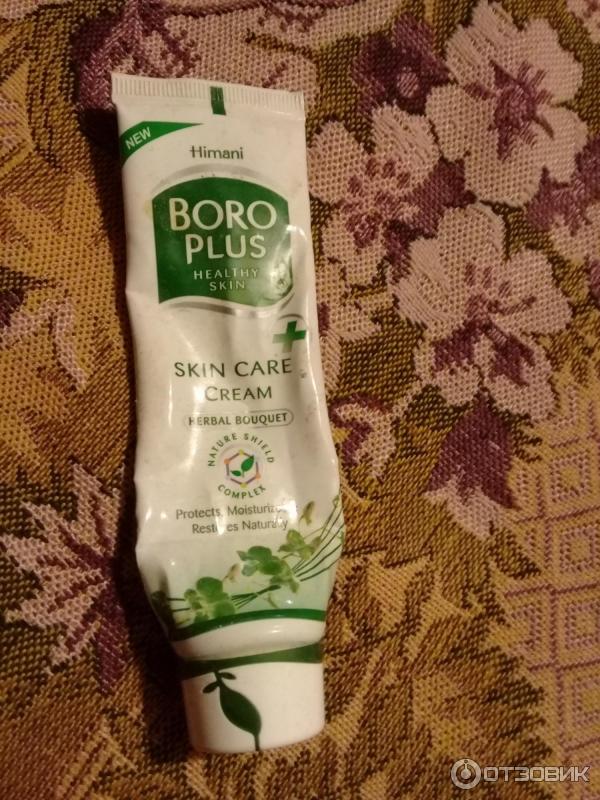 NEW
Himani
BORO
PLUS
HEALTHY
SKIN
SKIN CARE
CREAM
HERBAL BOUQUET
NATURE SHIELD
COMPLEX
Protects, Moisturizes
Restores Naturally
ОТЗОВИК